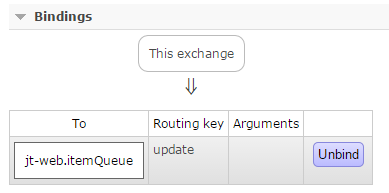 Bindings
This exchange
⇓
To Routing key Arguments
jt-web.itemQueue update Unbind